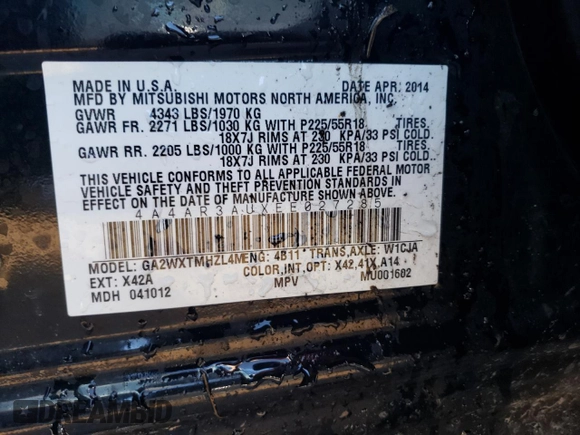 MADE IN U.S.A. DATE APR. 2014
MFD BY MITSUBISHI MOTORS NORTH AMERICA, INC.
GVWR 4343 LBS/1970 KG
GAWR FR. 2271 LBS/1030 KG WITH P225/55R18 TIRES.
18X7J RIMS AT 230 KPA/33 PSI COLD.
GAWR RR. 2205 LBS/1000 KG WITH P225/55R18 TIRES.
18X7J RIMS AT 230 KPA/33 PSI COLD.
THIS VEHICLE CONFORMS TO ALL APPLICABLE FEDERAL MOTOR
VEHICLE SAFETY AND THEFT PREVENTION STANDARDS IN
EFFECT ON THE DATE OF MANUFACTURE SHOWN ABOVE.
4A4AR3AUXEE027285
MODEL: GA2WXTMHZL4M ENG: 4B11 TRANS,AXLE: W1CJA
EXT: X42A COLOR,INT,OPT: X42,41X,A14
MDH 041012 MPV MU001602
DREAMBID